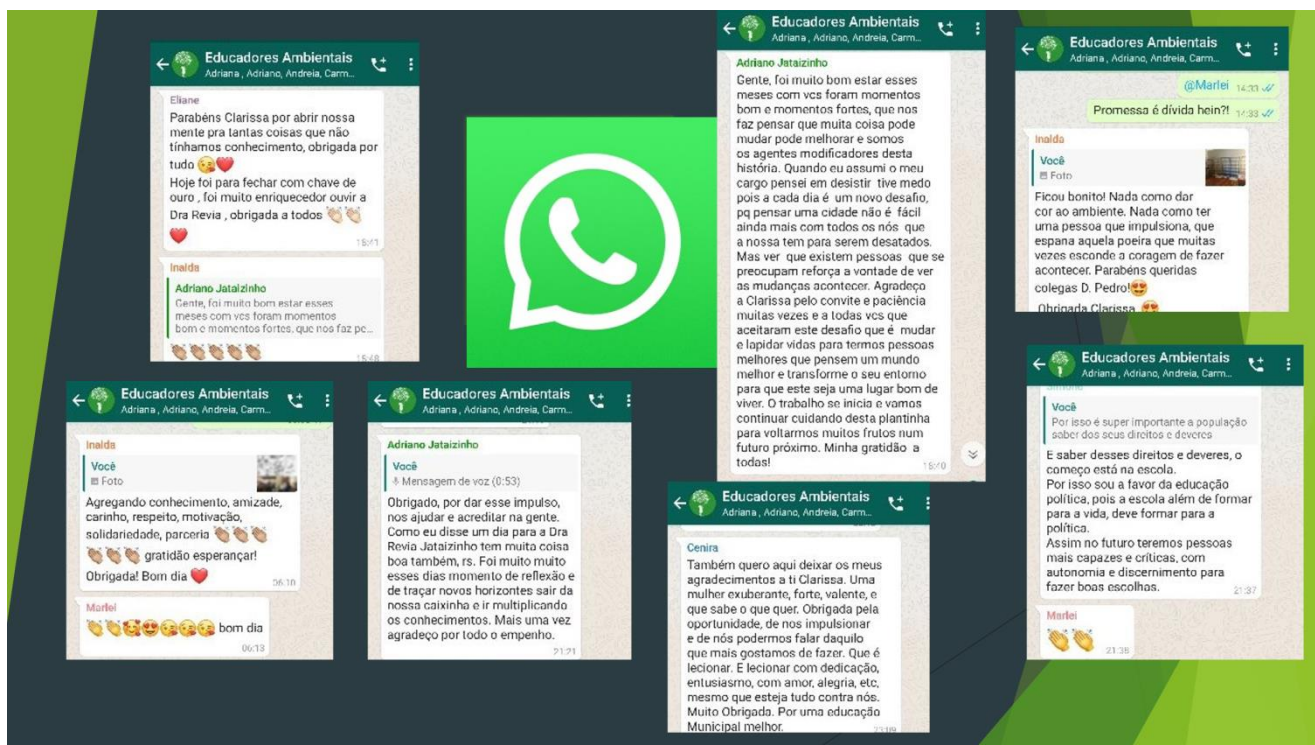 Educadores Ambientais
Adriana , Adriano, Andreia, Carm...
Eliane
Parabéns Clarissa por abrir nossa
mente pra tantas coisas que não
tínhamos conhecimento, obrigada por
tudo 😘❤️
Hoje foi para fechar com chave de
ouro , foi muito enriquecedor ouvir a
Dra Revia , obrigada a todos 👏👏
❤️
15:41
Inalda
Adriano Jataizinho
Gente, foi muito bom estar esses
meses com vcs foram momentos
bom e momentos fortes, que nos faz pe...
👏👏👏👏👏
15:48
Educadores Ambientais
Adriana , Adriano, Andreia, Carm...
Adriano Jataizinho
Gente, foi muito bom estar esses
meses com vcs foram momentos
bom e momentos fortes, que nos
faz pensar que muita coisa pode
mudar pode melhorar e somos
os agentes modificadores desta
história. Quando eu assumi o meu
cargo pensei em desistir tive medo
pois a cada dia é um novo desafio,
pq pensar uma cidade não é fácil
ainda mais com todos os nós que
a nossa tem para serem desatados.
Mas ver que existem pessoas que se
preocupam reforça a vontade de ver
as mudanças acontecer. Agradeço
a Clarissa pelo convite e paciência
muitas vezes e a todas vcs que
aceitaram este desafio que é mudar
e lapidar vidas para termos pessoas
melhores que pensem um mundo
melhor e transforme o seu entorno
para que este seja uma lugar bom de
viver. O trabalho se inicia e vamos
continuar cuidando desta plantinha
para voltarmos muitos frutos num
futuro próximo. Minha gratidão a
todas!
15:40
Educadores Ambientais
Adriana , Adriano, Andreia, Carm...
@Marlei 14:33
Promessa é dívida hein?! 14:33
Inalda
Você
Foto
Ficou bonito! Nada como dar
cor ao ambiente. Nada como ter
uma pessoa que impulsiona, que
espana aquela poeira que muitas
vezes esconde a coragem de fazer
acontecer. Parabéns queridas
colegas D. Pedro!😍
Obrigada Clarissa 😍
Educadores Ambientais
Adriana , Adriano, Andreia, Carm...
Inalda
Você
Foto
Agregando conhecimento, amizade,
carinho, respeito, motivação,
solidariedade, parceria 👏👏👏
👏👏👏 gratidão esperançar!
Obrigada! Bom dia ❤️
06:10
Marlei
👏👏🥰😍😘😘😘 bom dia
06:13
Educadores Ambientais
Adriana , Adriano, Andreia, Carm...
Adriano Jataizinho
Você
Mensagem de voz (0:53)
Obrigado, por dar esse impulso,
nos ajudar e acreditar na gente.
Como eu disse um dia para a Dra
Revia Jataizinho tem muito coisa
boa também, rs. Foi muito muito
esses dias momento de reflexão e
de traçar novos horizontes sair da
nossa caixinha e ir multiplicando
os conhecimentos. Mais uma vez
agradeço por todo o empenho.
21:21
Educadores Ambientais
Adriana , Adriano, Andreia, Carm...
Cenira
Também quero aqui deixar os meus
agradecimentos a ti Clarissa. Uma
mulher exuberante, forte, valente, e
que sabe o que quer. Obrigada pela
oportunidade, de nos impulsionar
e de nós podermos falar daquilo
que mais gostamos de fazer. Que é
lecionar. E lecionar com dedicação,
entusiasmo, com amor, alegria, etc,
mesmo que esteja tudo contra nós.
Muito Obrigada. Por uma educação
Municipal melhor.
23:09
Educadores Ambientais
Adriana , Adriano, Andreia, Carm...
Você
Por isso é super importante a população
saber dos seus direitos e deveres
E saber desses direitos e deveres, o
começo está na escola.
Por isso sou a favor da educação
política, pois a escola além de formar
para a vida, deve formar para a
política.
Assim no futuro teremos pessoas
mais capazes e críticas, com
autonomia e discernimento para
fazer boas escolhas.
21:37
Marlei
👏👏
21:38